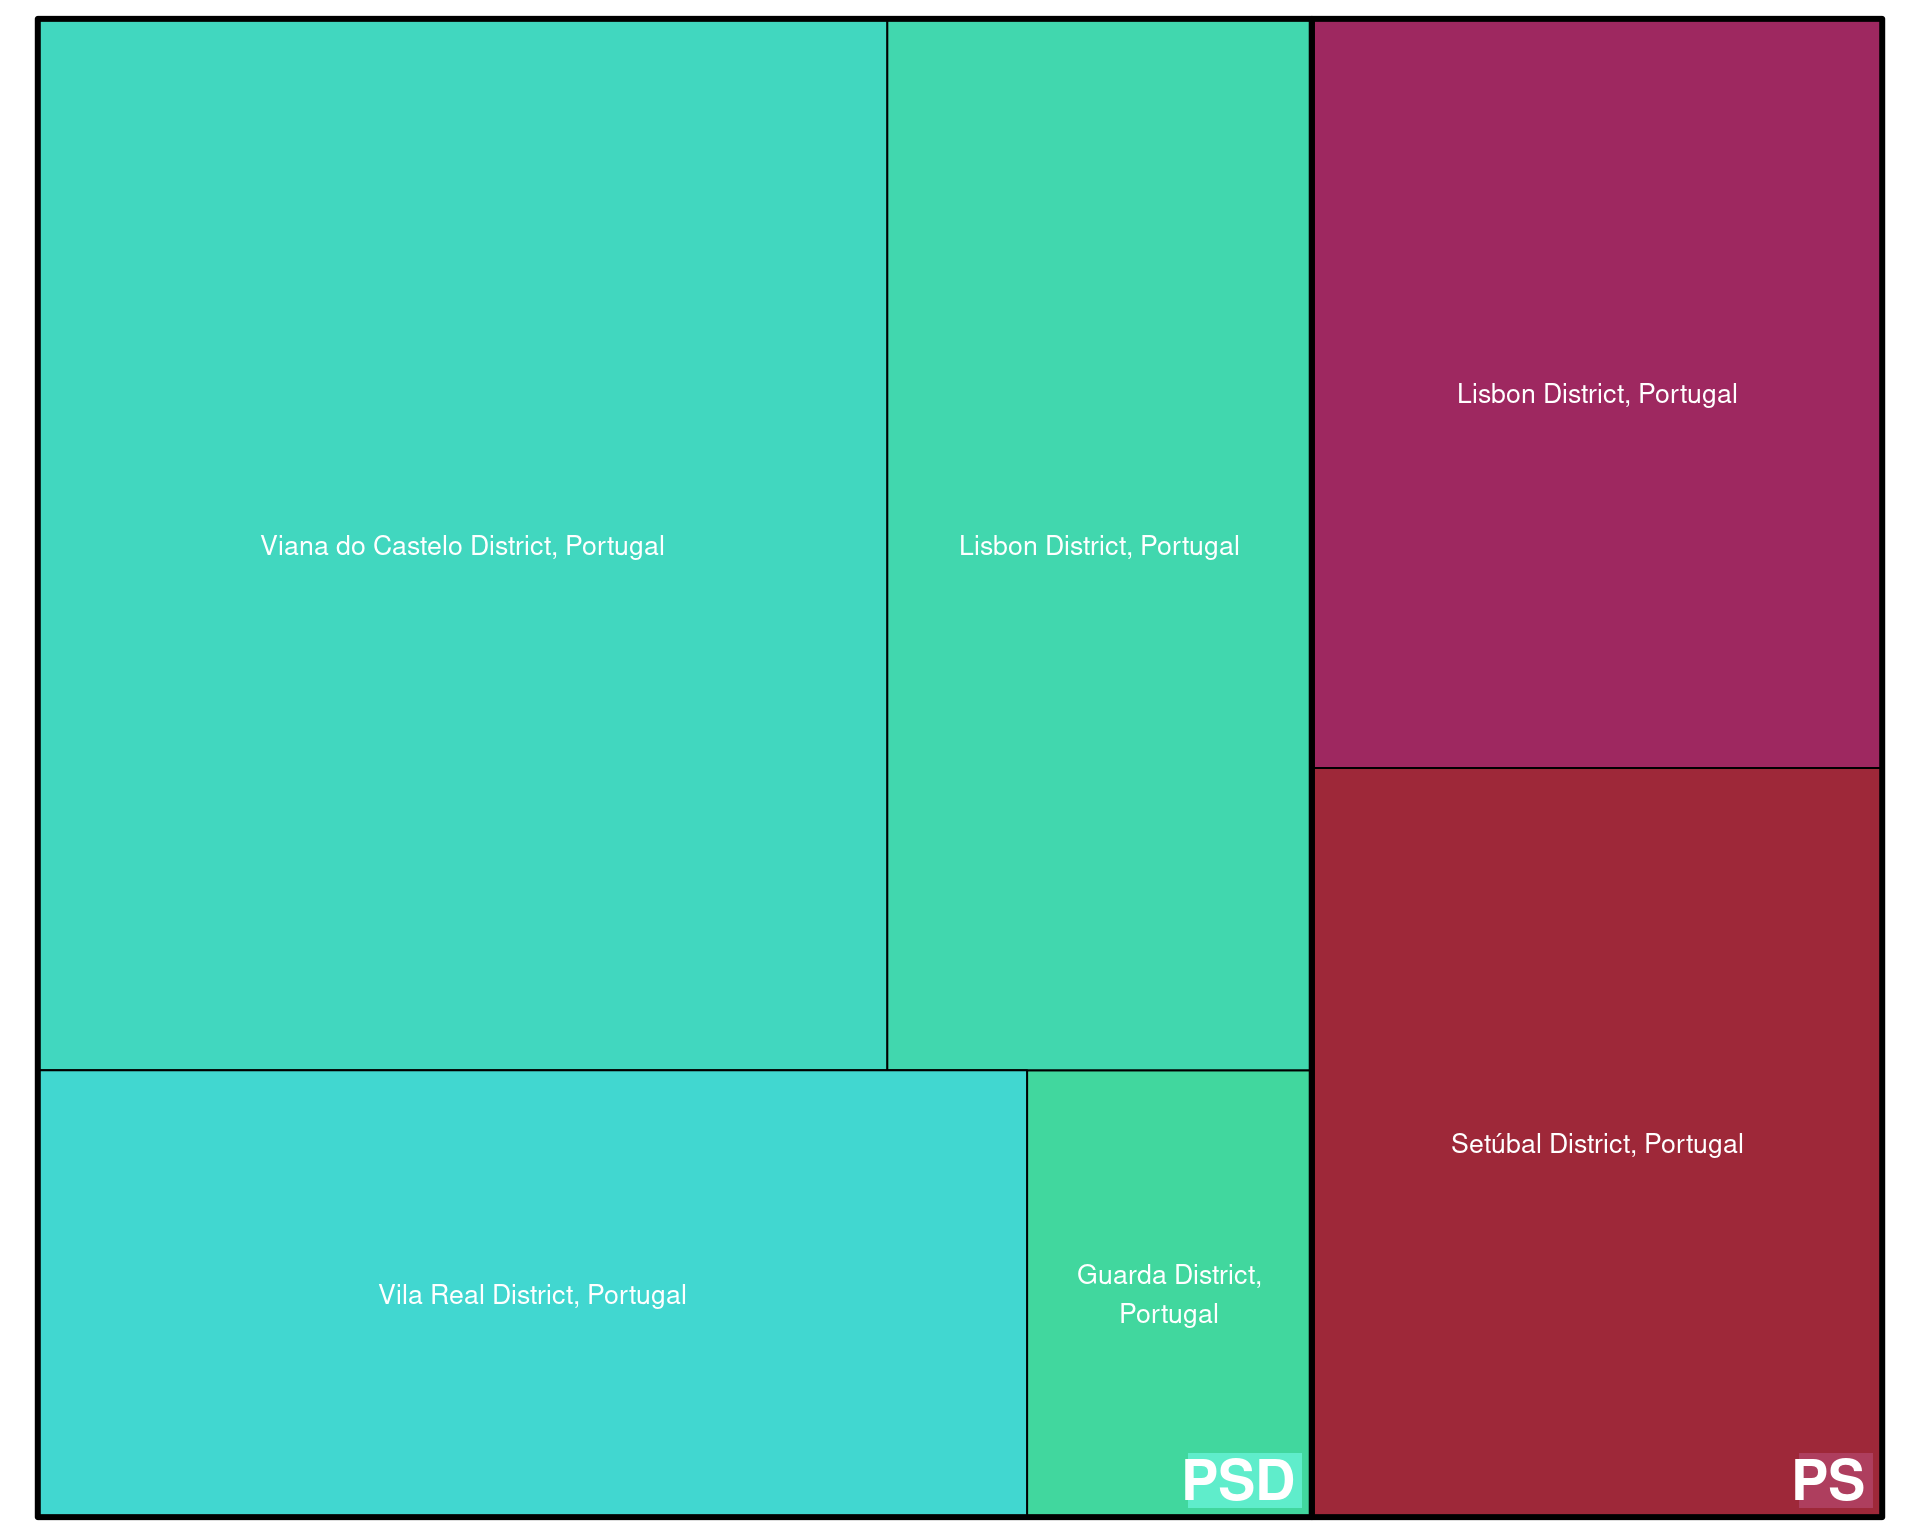 Viana do Castelo District, Portugal
Lisbon District, Portugal
Vila Real District, Portugal
Guarda District,
Portugal
PSD
Lisbon District, Portugal
Setúbal District, Portugal
PS